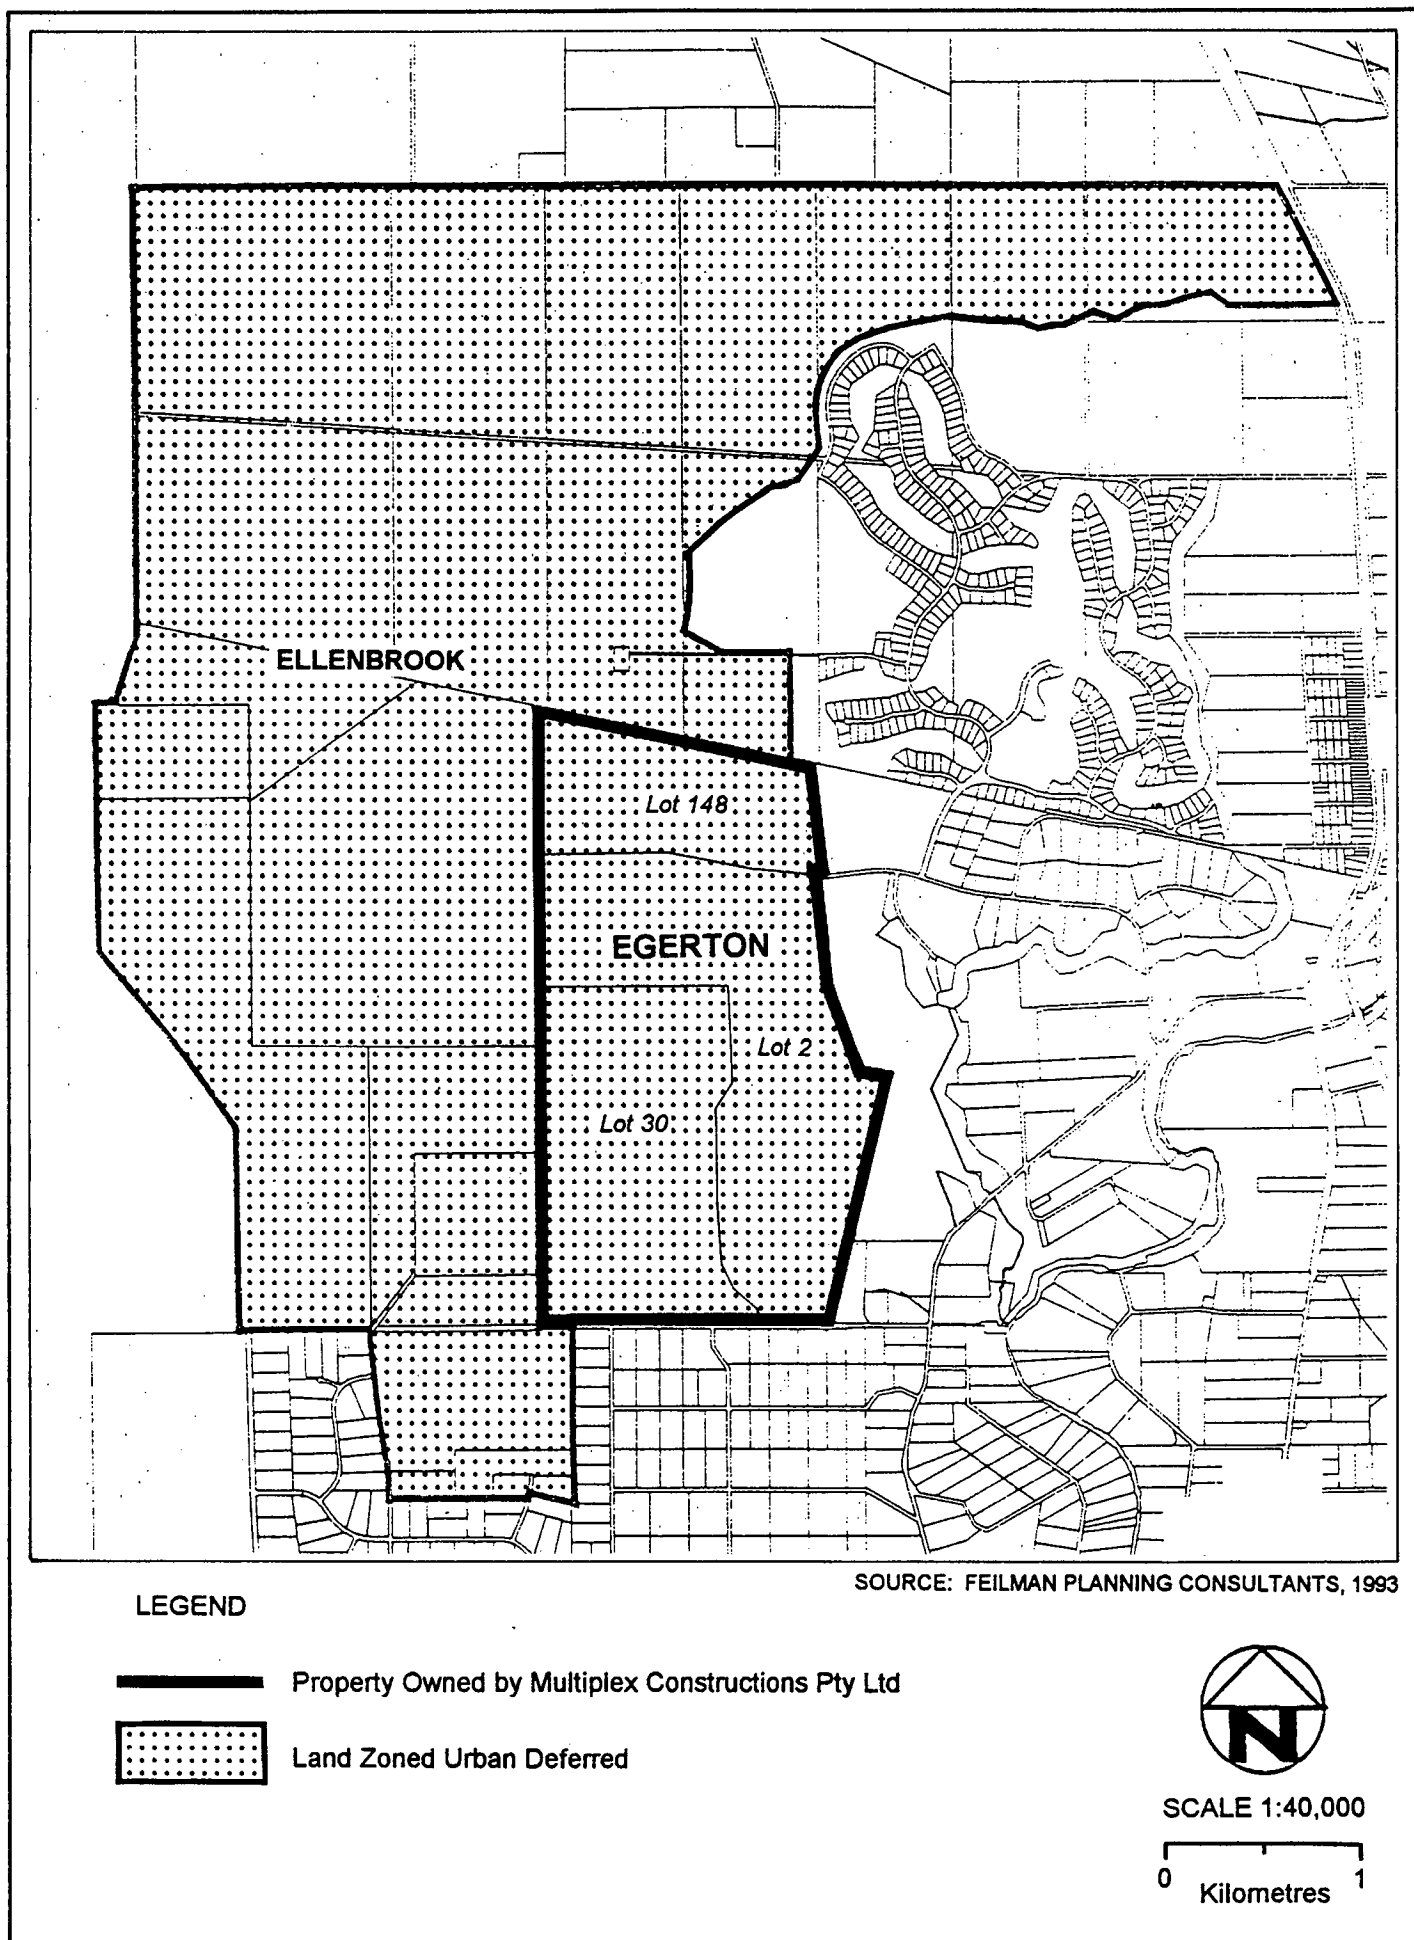 ELLENBROOK
Lot 148
EGERTON
Lot 2
Lot 30
SOURCE: FEILMAN PLANNING CONSULTANTS, 1993
LEGEND
Property Owned by Multiplex Constructions Pty Ltd
Land Zoned Urban Deferred
N
SCALE 1:40,000
0 1
Kilometres